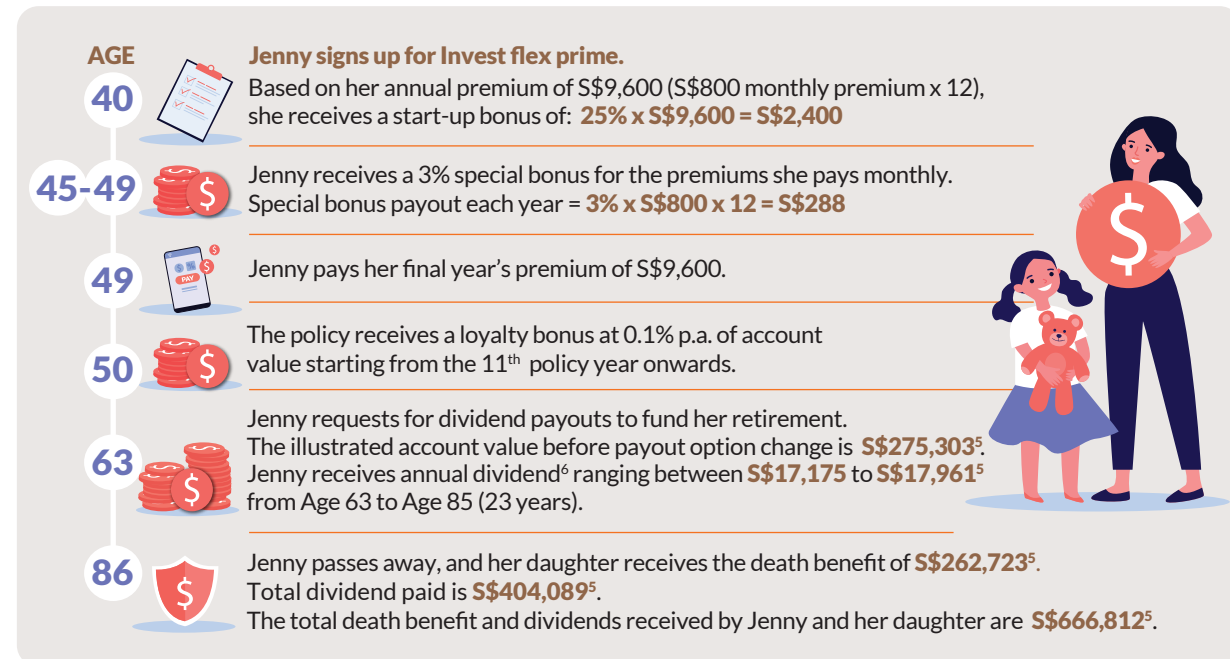 AGE
Jenny signs up for Invest flex prime.
40
Based on her annual premium of S$9,600 (S$800 monthly premium x 12),
she receives a start-up bonus of: 25% x S$9,600 = S$2,400
45-49
Jenny receives a 3% special bonus for the premiums she pays monthly.
Special bonus payout each year = 3% x S$800 x 12 = S$288
$
49
PAY
$
$
$
Jenny pays her final year’s premium of S$9,600.
50
The policy receives a loyalty bonus at 0.1% p.a. of account
value starting from the 11th policy year onwards.
$
63
Jenny requests for dividend payouts to fund her retirement.
The illustrated account value before payout option change is S$275,303⁵.
Jenny receives annual dividend⁶ ranging between S$17,175 to S$17,961⁵
from Age 63 to Age 85 (23 years).
$
86
Jenny passes away, and her daughter receives the death benefit of S$262,723⁵.
Total dividend paid is S$404,089⁵.
The total death benefit and dividends received by Jenny and her daughter are S$666,812⁵.
$
$